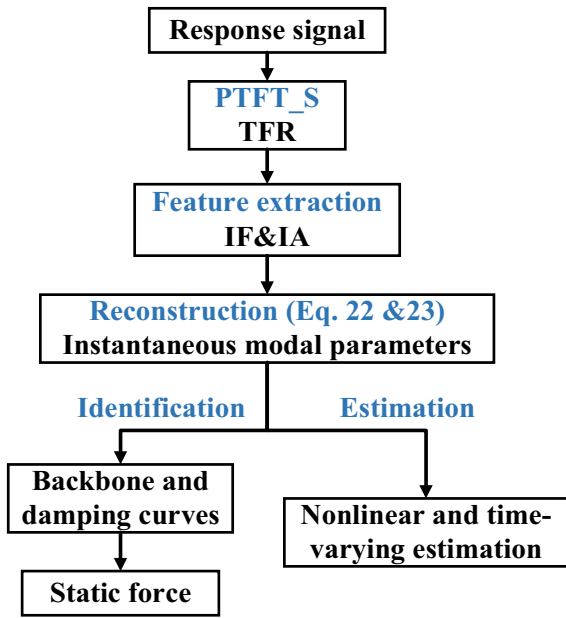 Response signal
PTFT_S
TFR
Feature extraction
IF&IA
Reconstruction (Eq. 22 &23)
Instantaneous modal parameters
Identification
Estimation
Backbone and
damping curves
Nonlinear and time-
varying estimation
Static force